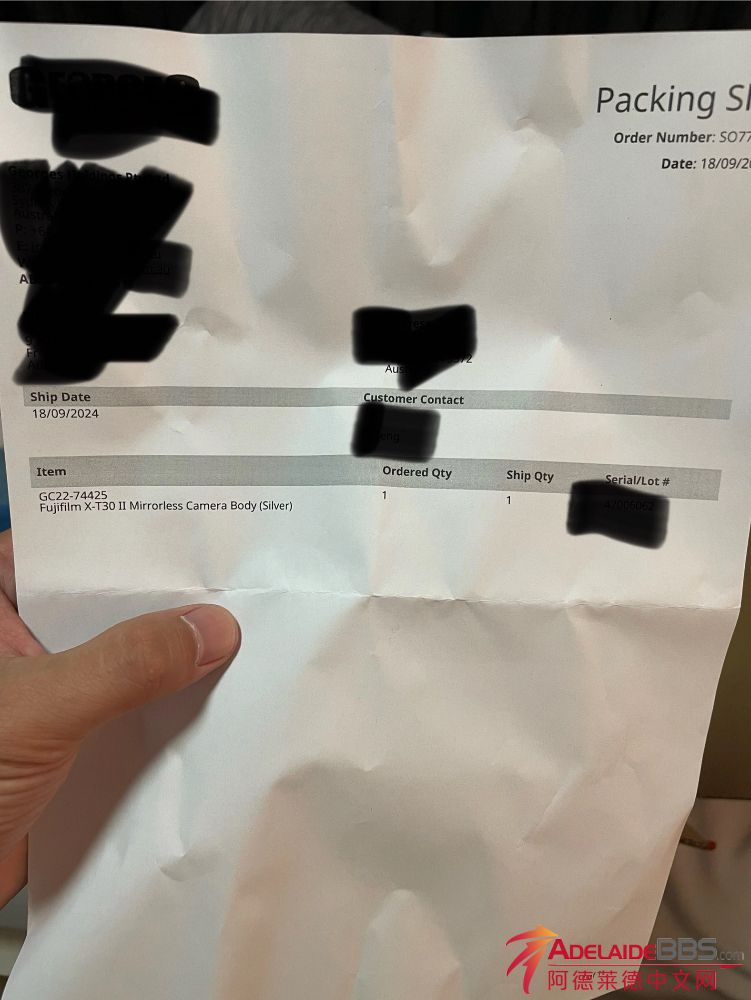 Packing Sl
Order Number: SO77
Date: 18/09/2
Ship Date
Customer Contact
18/09/2024
Item
Ordered Qty
Ship Qty
Serial/Lot #
GC22-74425
1
1
Fujifilm X-T30 II Mirrorless Camera Body (Silver)
ADELAIDEBBS.com
阿德莱德中文网